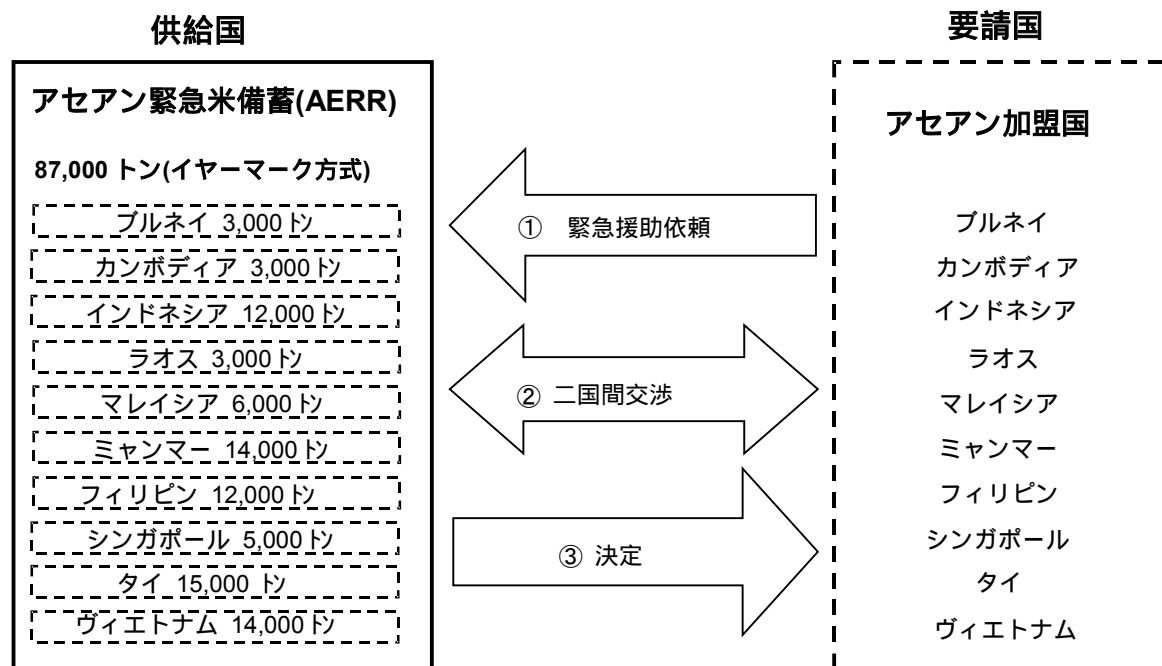 供給国
アセアン緊急米備蓄(AERR)
87,000 トン(イヤーマーク方式)
ブルネイ 3,000 トン
カンボディア 3,000 トン
インドネシア 12,000 トン
ラオス 3,000 トン
マレイシア 6,000 トン
ミャンマー 14,000 トン
フィリピン 12,000 トン
シンガポール 5,000 トン
タイ 15,000 トン
ヴィエトナム 14,000 トン
① 緊急援助依頼
② 二国間交渉
③ 決定
要請国
アセアン加盟国
ブルネイ
カンボディア
インドネシア
ラオス
マレイシア
ミャンマー
フィリピン
シンガポール
タイ
ヴィエトナム